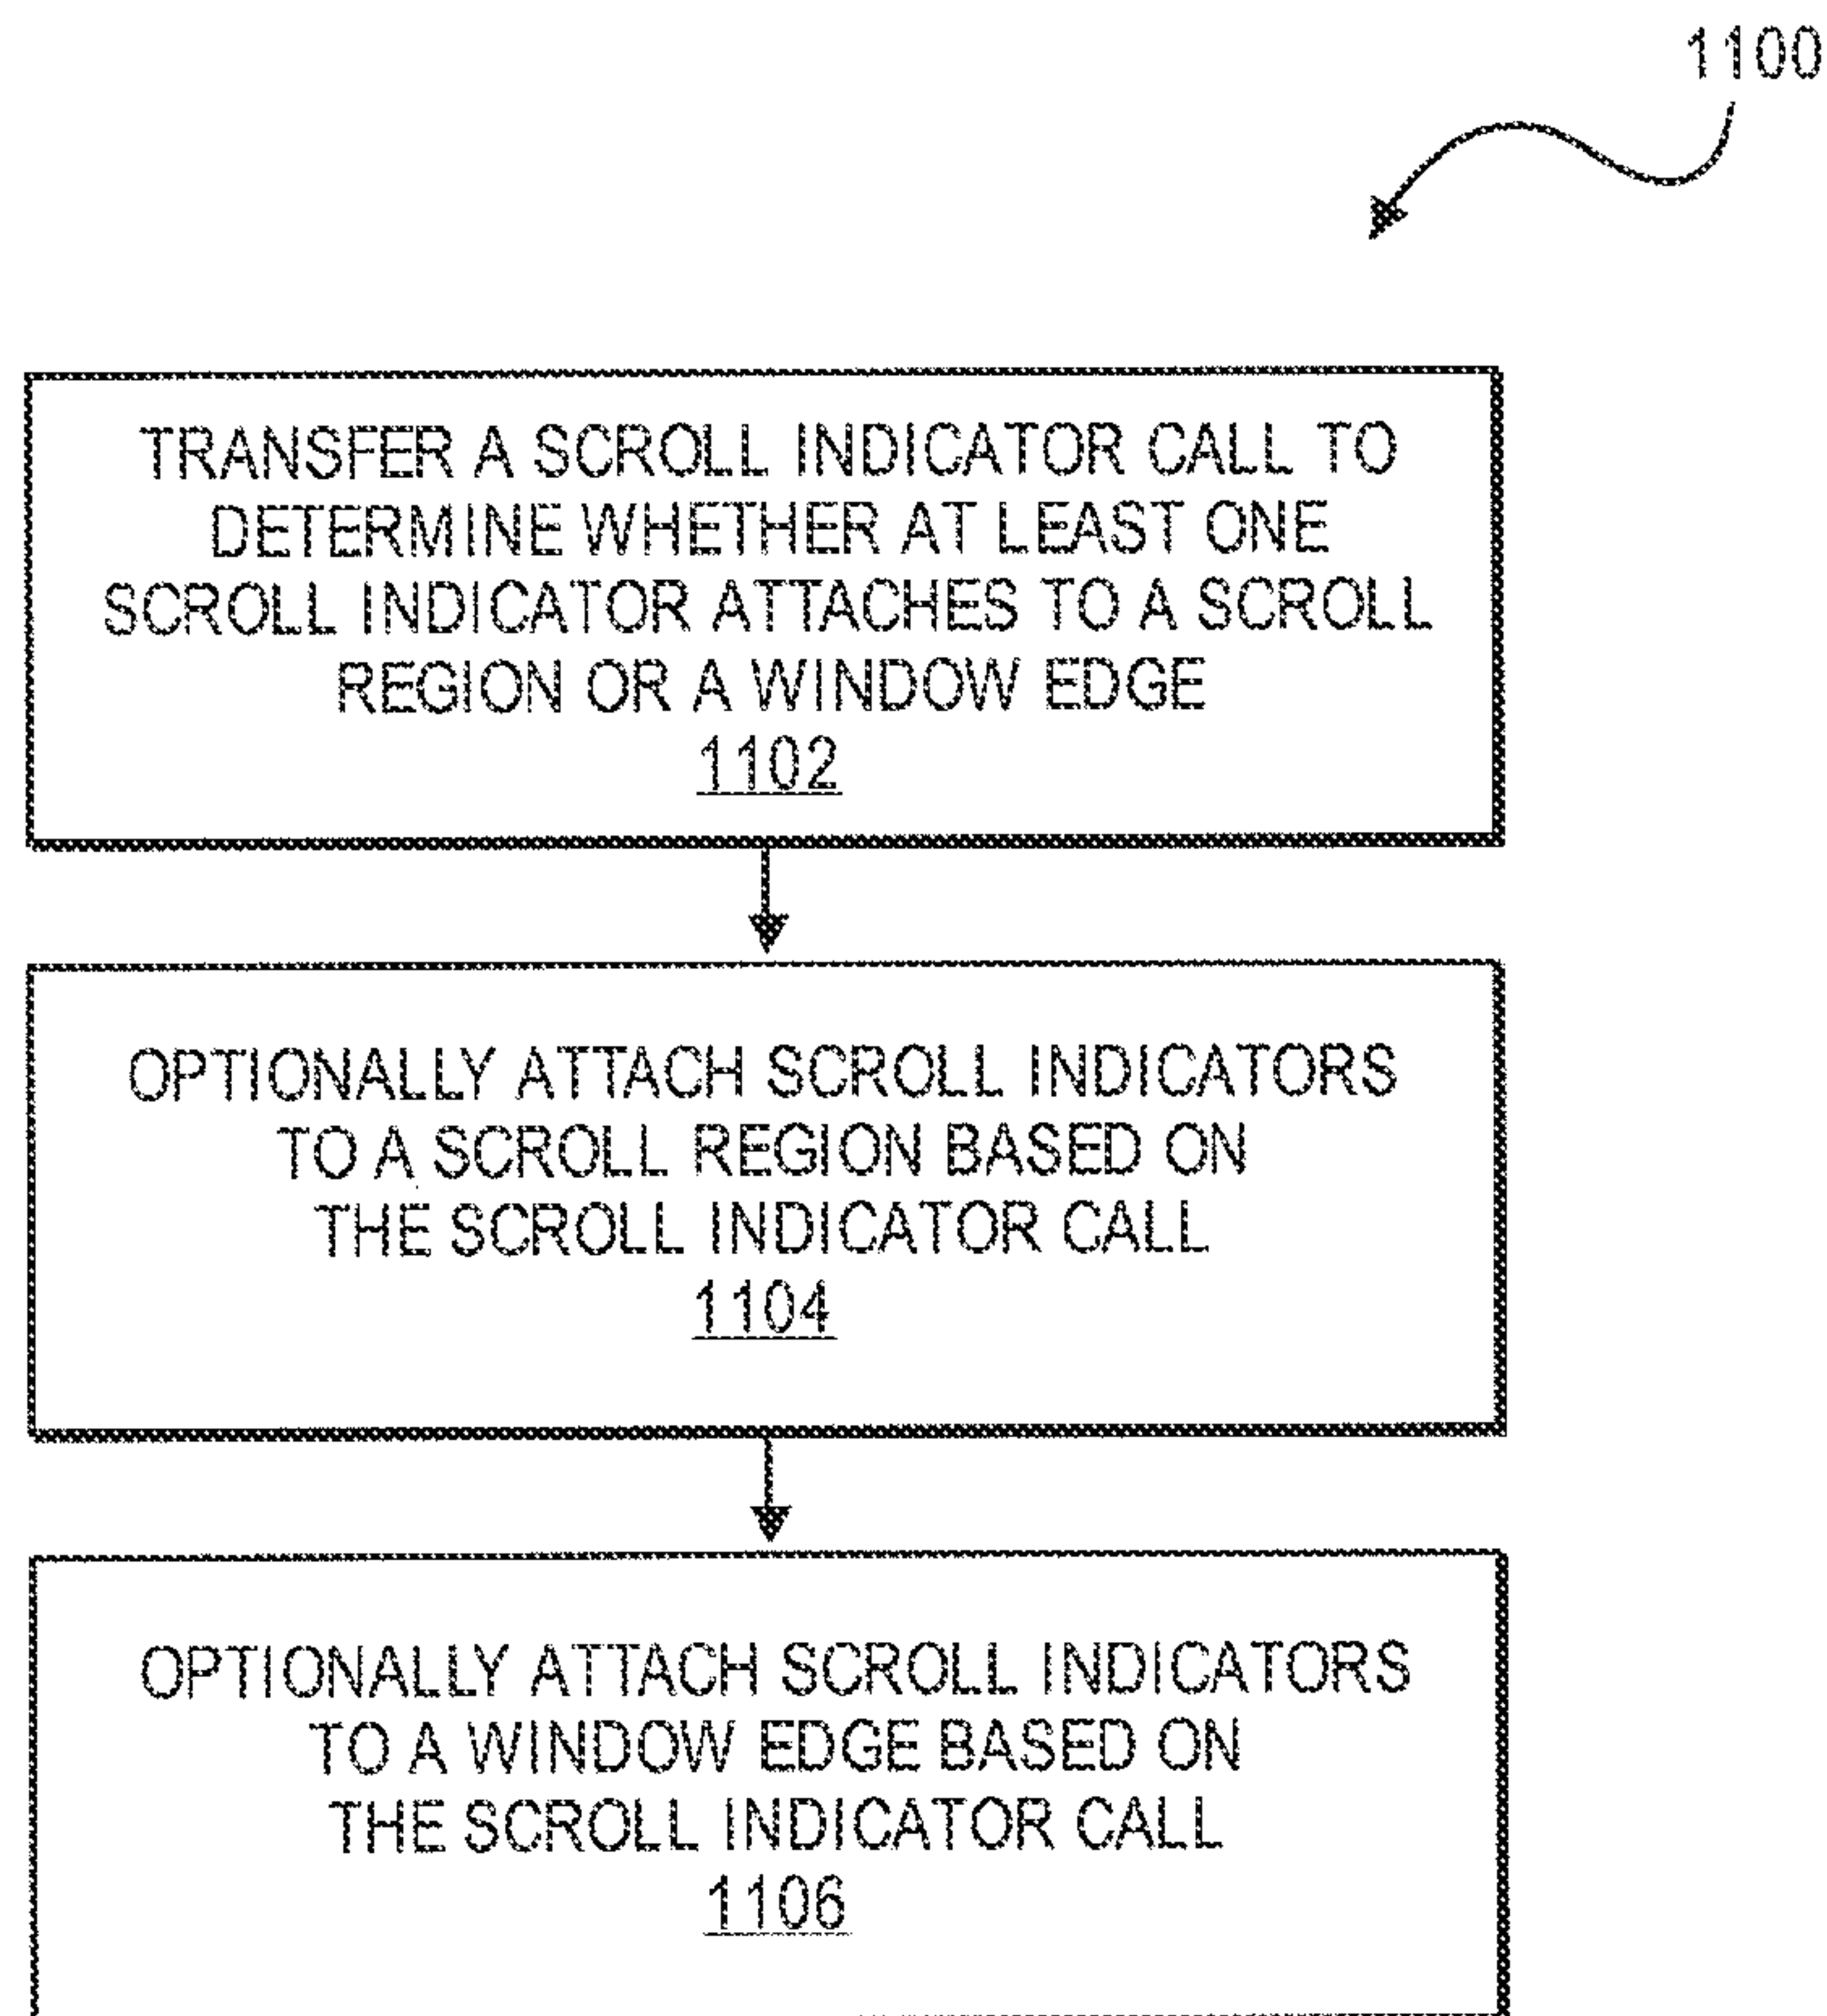 1100
TRANSFER A SCROLL INDICATOR CALL TO
DETERMINE WHETHER AT LEAST ONE
SCROLL INDICATOR ATTACHES TO A SCROLL
REGION OR A WINDOW EDGE
1102
OPTIONALLY ATTACH SCROLL INDICATORS
TO A SCROLL REGION BASED ON
THE SCROLL INDICATOR CALL
1104
OPTIONALLY ATTACH SCROLL INDICATORS
TO A WINDOW EDGE BASED ON
THE SCROLL INDICATOR CALL
1106